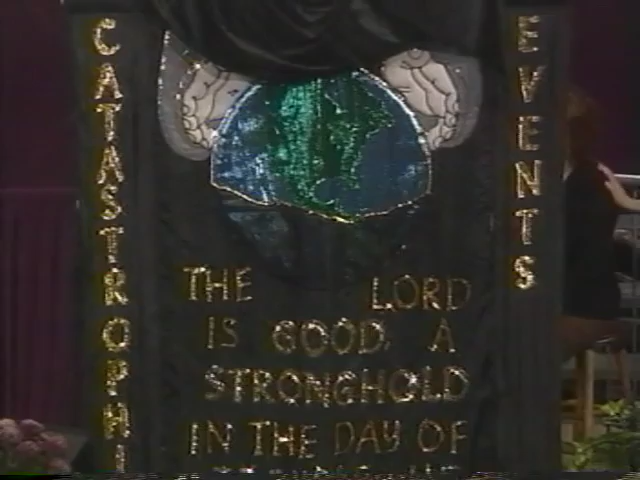 CATASTROPHI
EVENTS
THE LORD
IS GOOD, A
STRONGHOLD
IN THE DAY OF